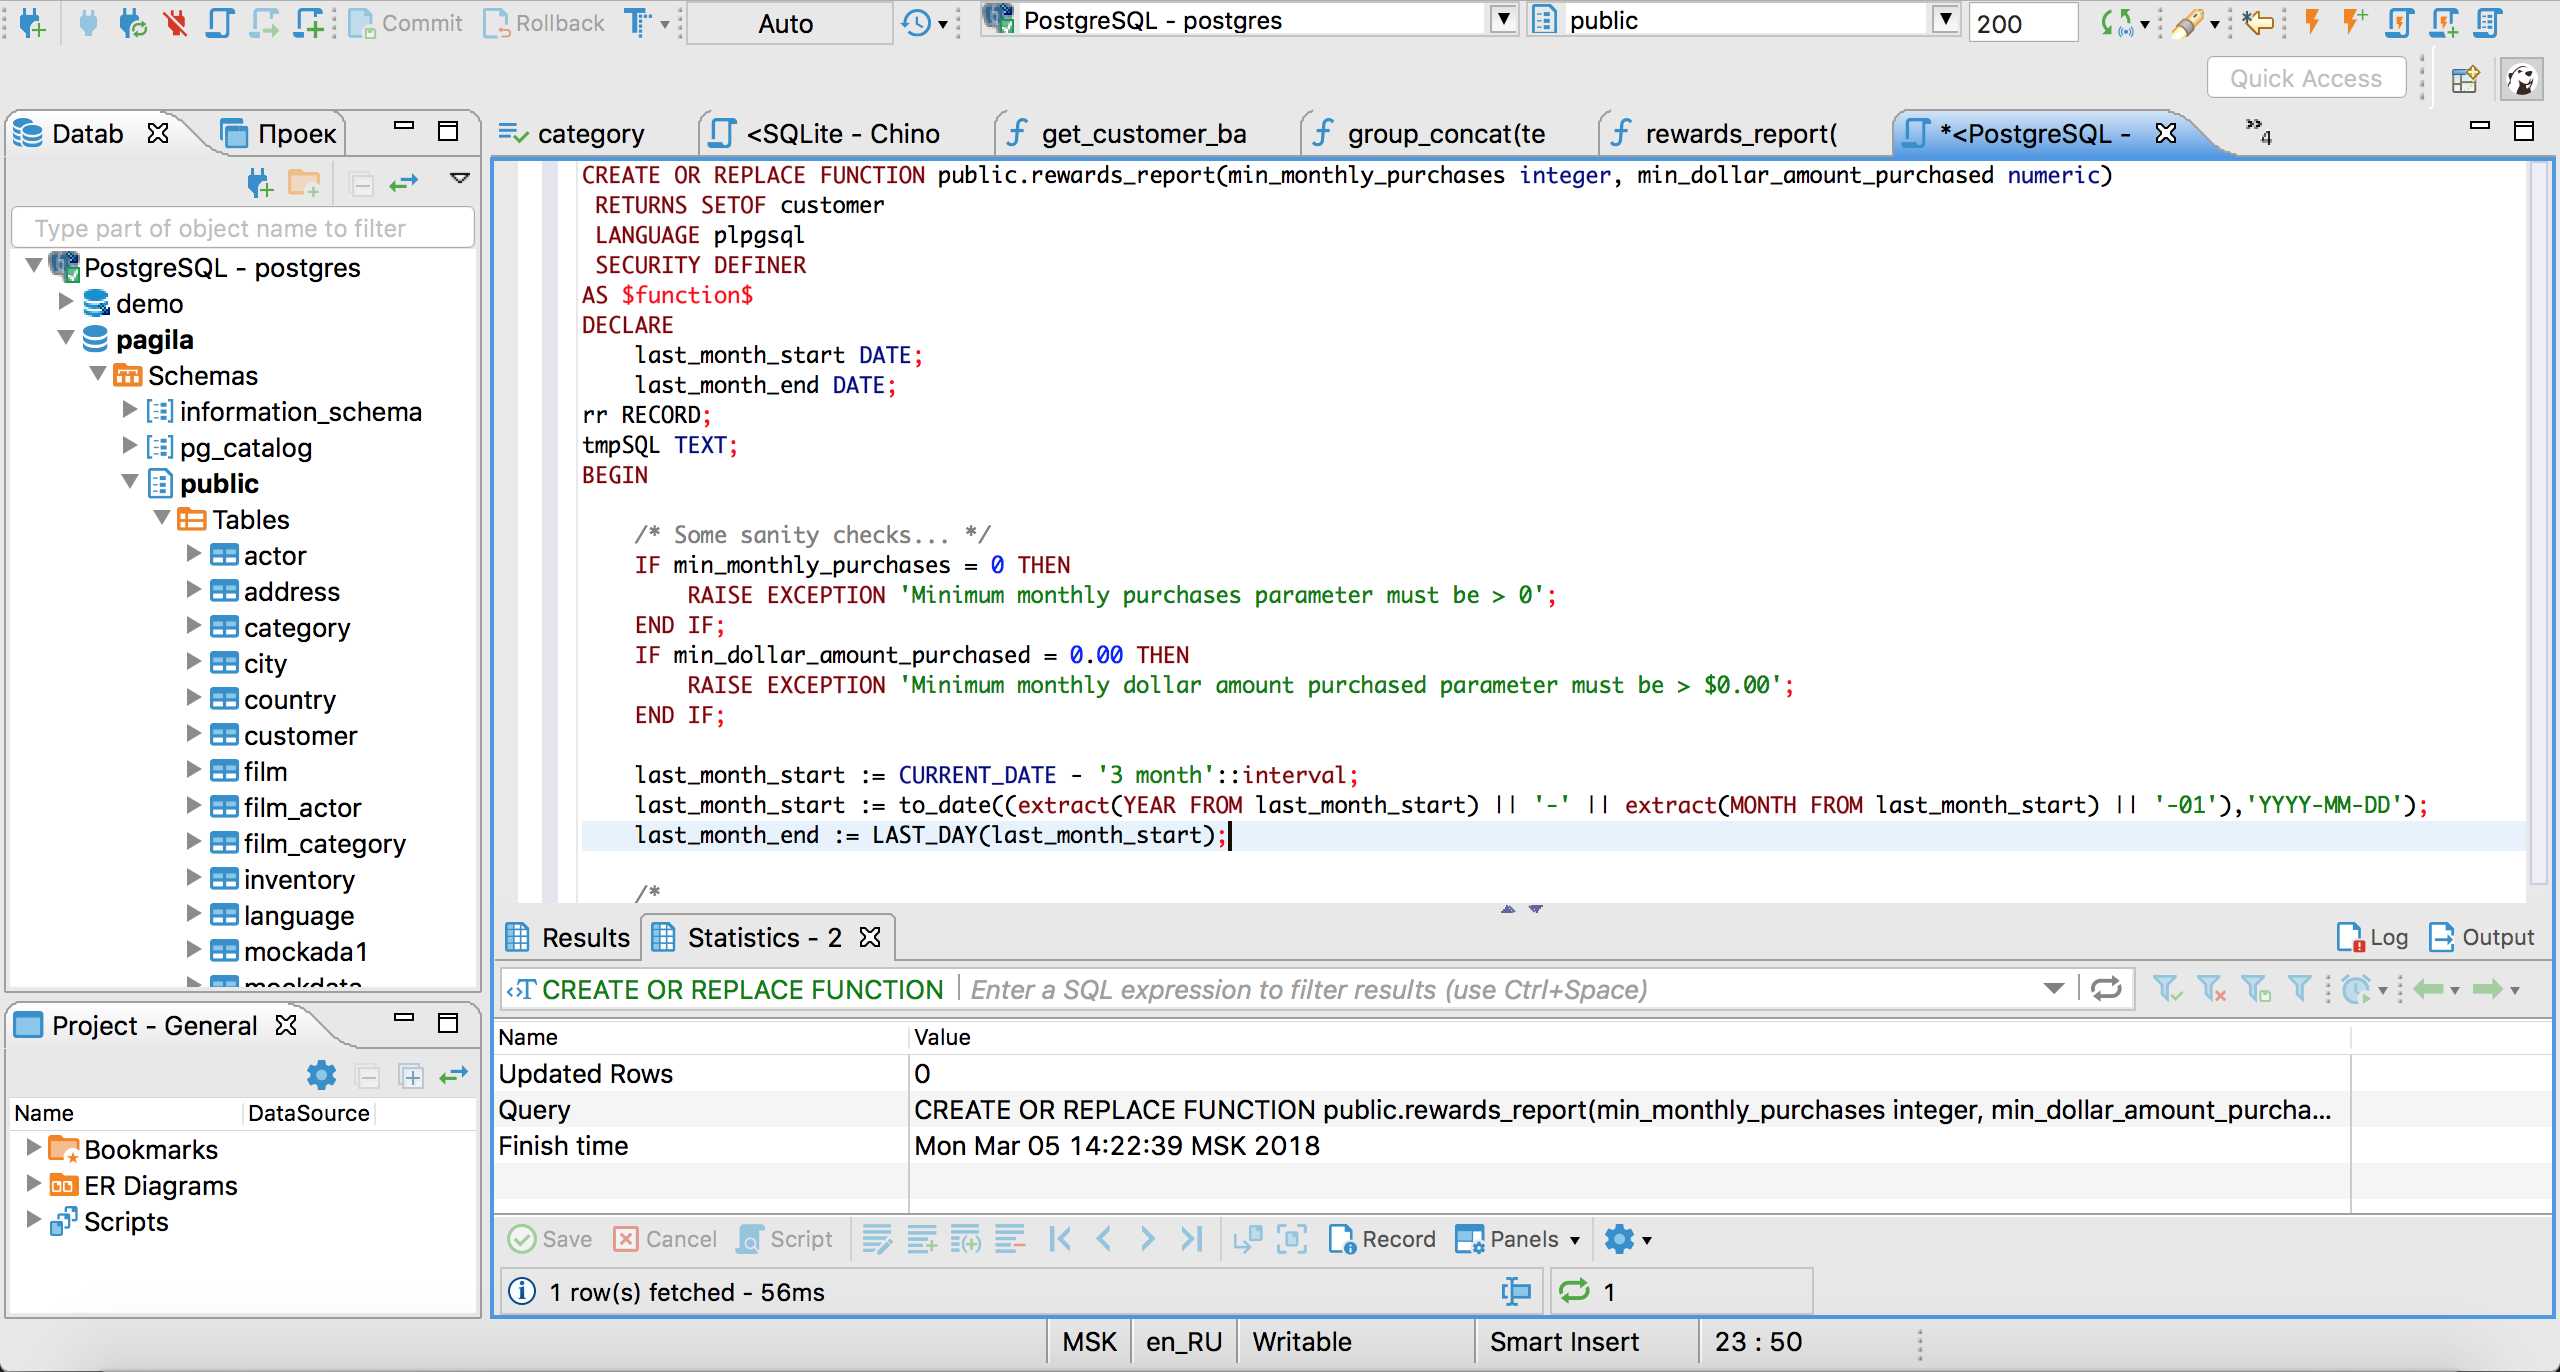 Commit Rollback Auto PostgreSQL - postgres public 200
Quick Access
Datab Проек
category <SQLite - Chino get_customer_ba group_concat(te rewards_report( *<PostgreSQL - »4
Type part of object name to filter
PostgreSQL - postgres
demo
pagila
Schemas
information_schema
pg_catalog
public
Tables
actor
address
category
city
country
customer
film
film_actor
film_category
inventory
language
mockada1
mockdata
CREATE OR REPLACE FUNCTION public.rewards_report(min_monthly_purchases integer, min_dollar_amount_purchased numeric)
RETURNS SETOF customer
LANGUAGE plpgsql
SECURITY DEFINER
AS $function$
DECLARE
last_month_start DATE;
last_month_end DATE;
rr RECORD;
tmpSQL TEXT;
BEGIN
/* Some sanity checks... */
IF min_monthly_purchases = 0 THEN
RAISE EXCEPTION 'Minimum monthly purchases parameter must be > 0';
END IF;
IF min_dollar_amount_purchased = 0.00 THEN
RAISE EXCEPTION 'Minimum monthly dollar amount purchased parameter must be > $0.00';
END IF;
last_month_start := CURRENT_DATE - '3 month'::interval;
last_month_start := to_date((extract(YEAR FROM last_month_start) || '-' || extract(MONTH FROM last_month_start) || '-01'),'YYYY-MM-DD');
last_month_end := LAST_DAY(last_month_start);
/*
Results Statistics - 2 Log Output
CREATE OR REPLACE FUNCTION Enter a SQL expression to filter results (use Ctrl+Space)
Name Value
Updated Rows 0
Query CREATE OR REPLACE FUNCTION public.rewards_report(min_monthly_purchases integer, min_dollar_amount_purcha...
Finish time Mon Mar 05 14:22:39 MSK 2018
Save Cancel Script Record Panels
1 row(s) fetched - 56ms 1
Project - General
Name DataSource
Bookmarks
ER Diagrams
Scripts
MSK en_RU Writable Smart Insert 23 : 50